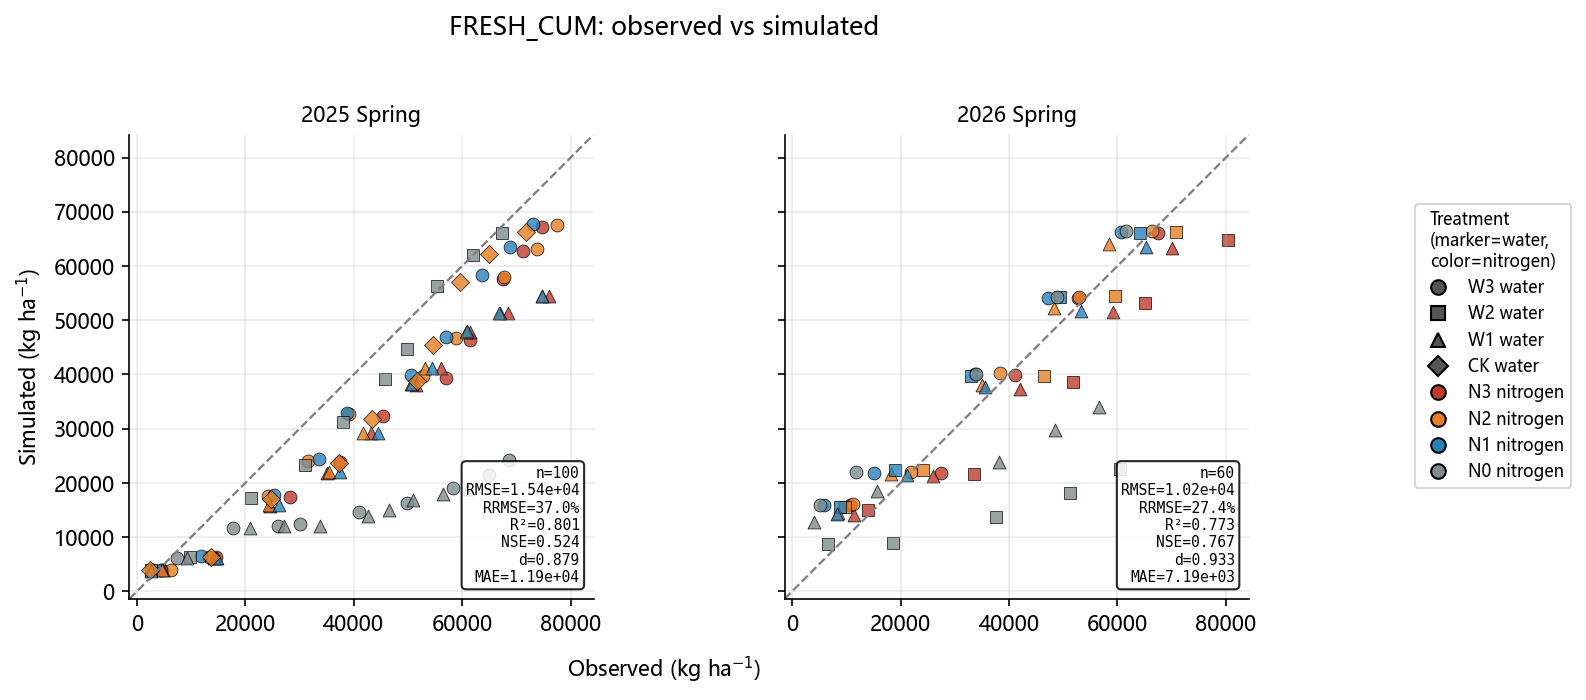 FRESH_CUM: observed vs simulated
2025 Spring
2026 Spring
Simulated (kg ha⁻¹)
80000
70000
60000
50000
40000
30000
20000
10000
0
n=100
RMSE=1.54e+04
RRMSE=37.0%
R²=0.801
NSE=0.524
d=0.879
MAE=1.19e+04
0 20000 40000 60000 80000
n=60
RMSE=1.02e+04
RRMSE=27.4%
R²=0.773
NSE=0.767
d=0.933
MAE=7.19e+03
0 20000 40000 60000 80000
Observed (kg ha⁻¹)
Treatment
(marker=water,
color=nitrogen)
W3 water
W2 water
W1 water
CK water
N3 nitrogen
N2 nitrogen
N1 nitrogen
N0 nitrogen